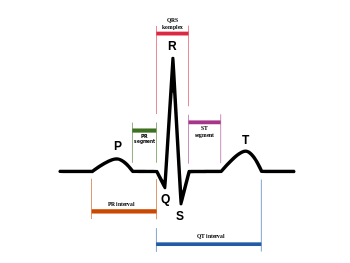 QRS
komplex
R
PR
segment
ST
segment
P
T
Q
S
PR interval
QT interval